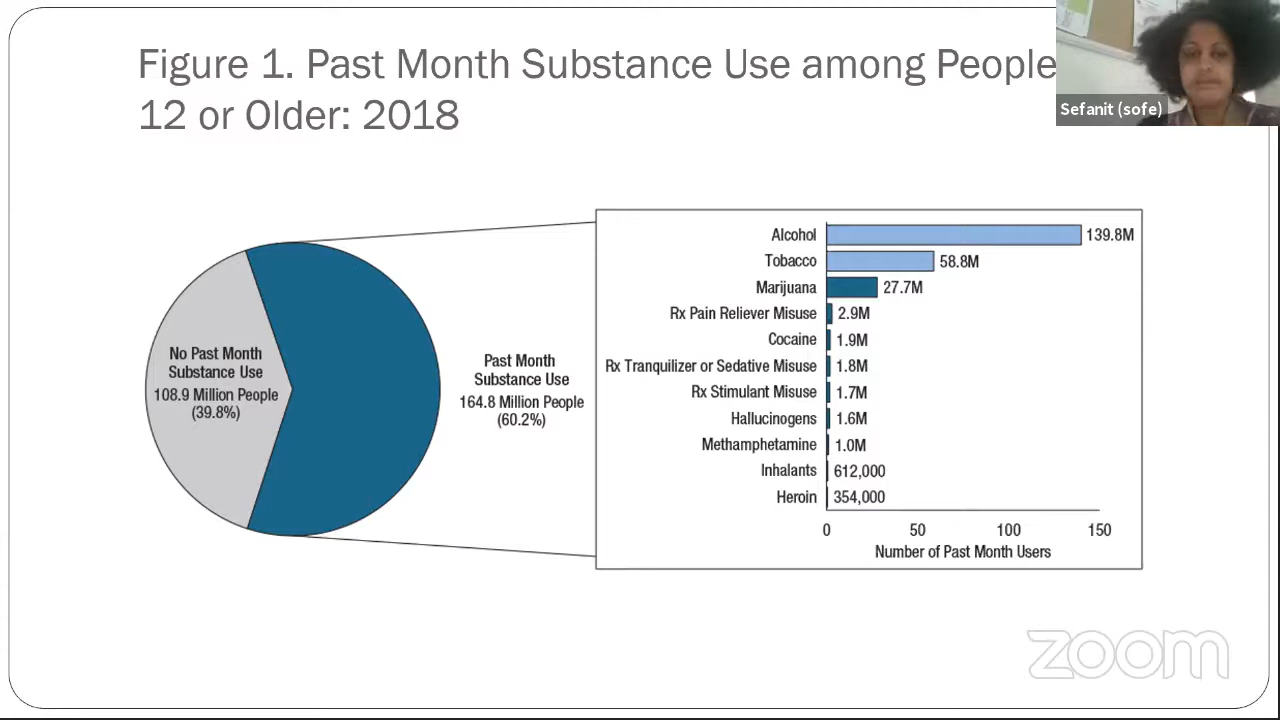 Figure 1. Past Month Substance Use among People
12 or Older: 2018
Sefanit (sofe)
No Past Month
Substance Use
108.9 Million People
(39.8%)
Past Month
Substance Use
164.8 Million People
(60.2%)
Alcohol 139.8M
Tobacco 58.8M
Marijuana 27.7M
Rx Pain Reliever Misuse 2.9M
Cocaine 1.9M
Rx Tranquilizer or Sedative Misuse 1.8M
Rx Stimulant Misuse 1.7M
Hallucinogens 1.6M
Methamphetamine 1.0M
Inhalants 612,000
Heroin 354,000
0 50 100 150
Number of Past Month Users
zoom